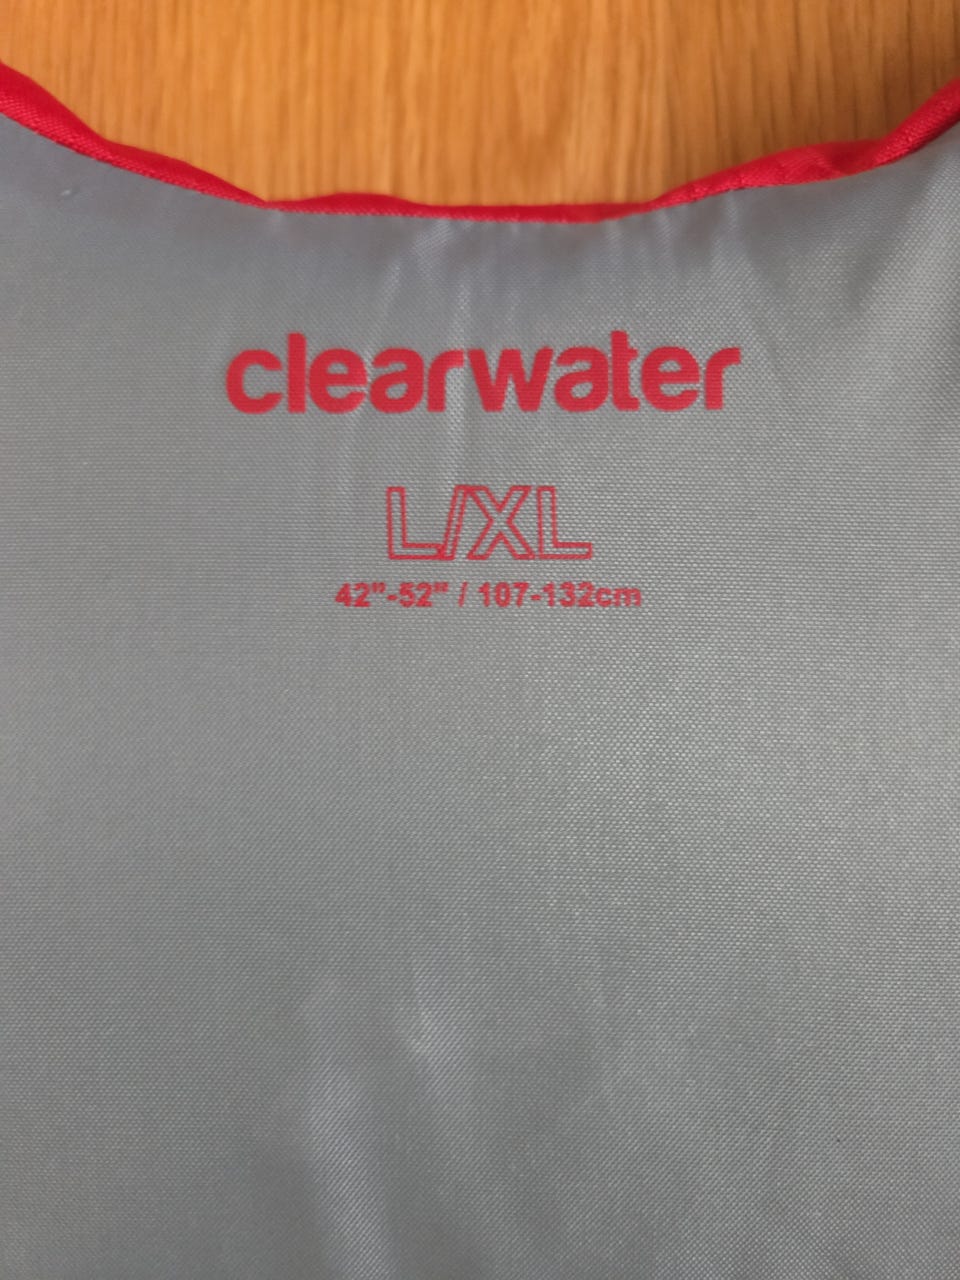 clearwater
L/XL
42"-52" / 107-132cm